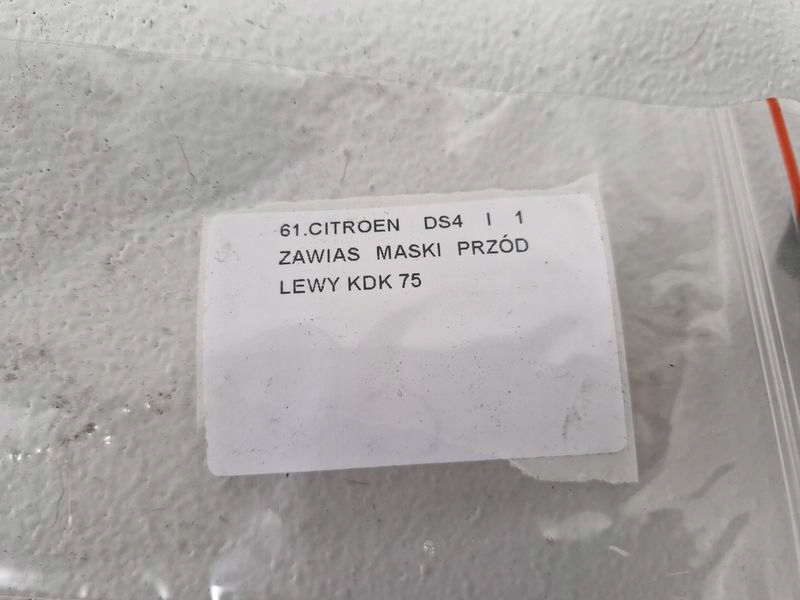 61.CITROEN DS4 I 1
ZAWIAS MASKI PRZÓD
LEWY KDK 75